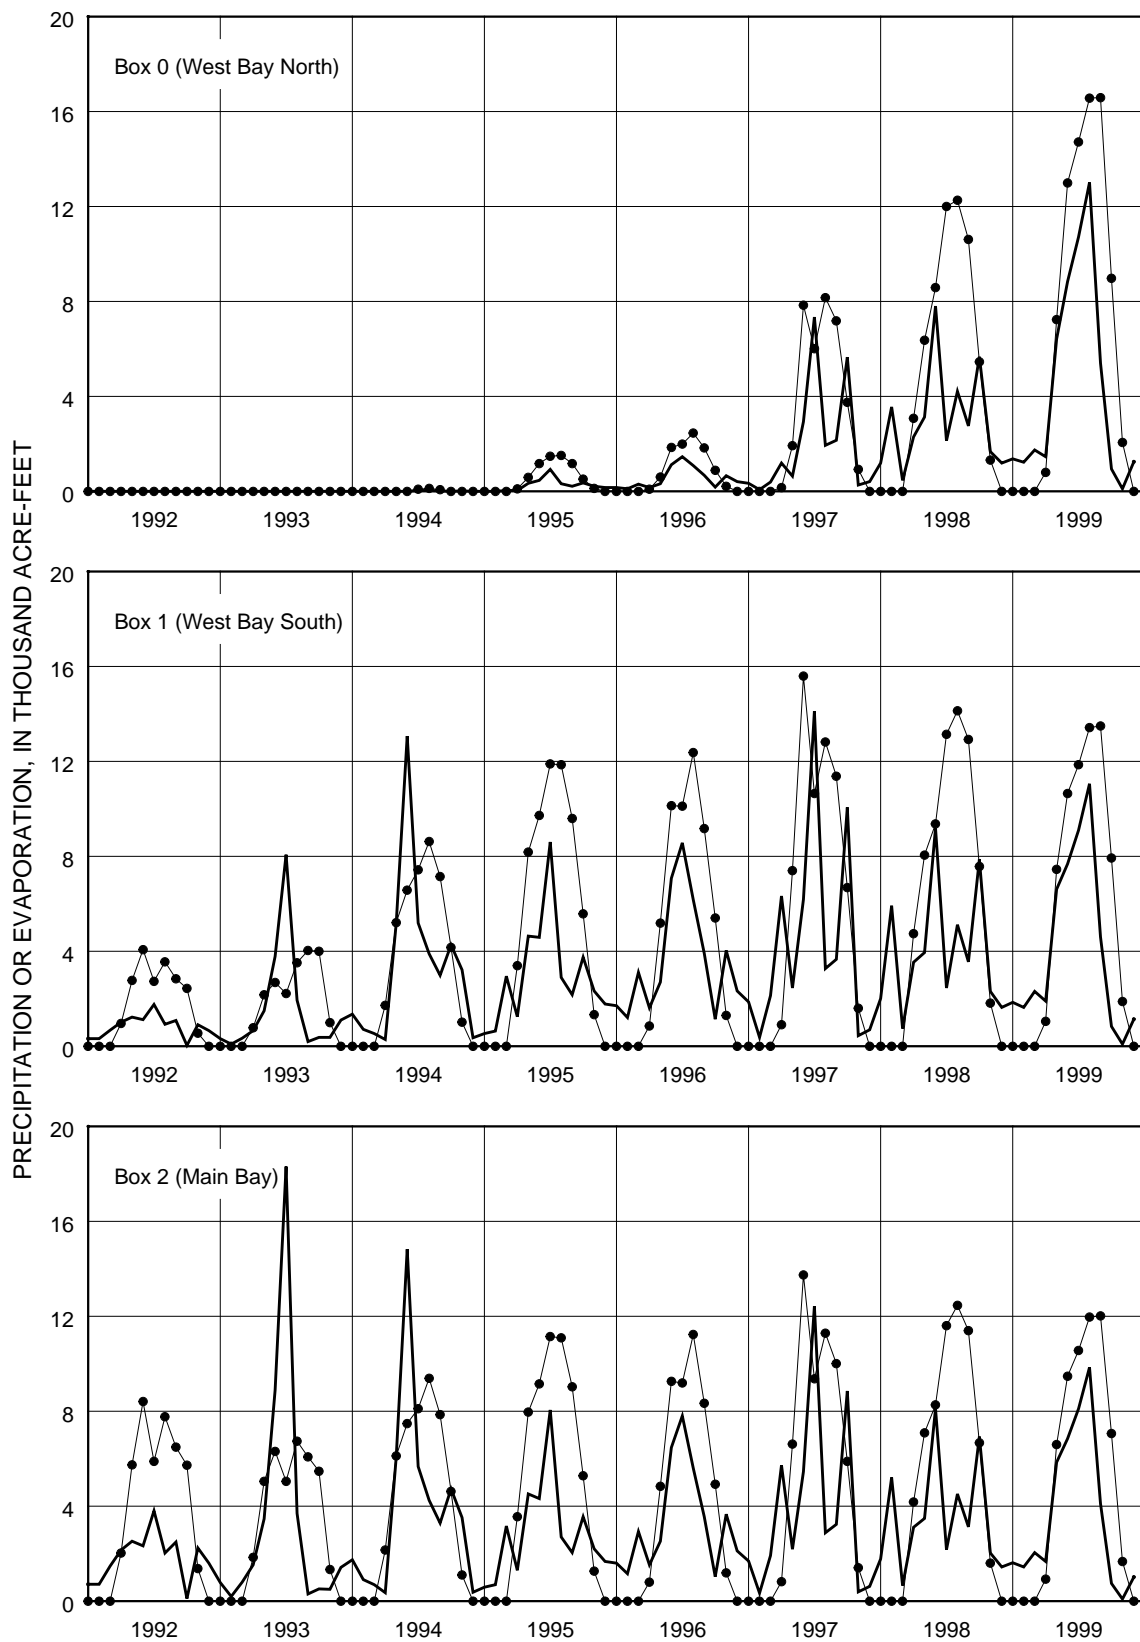 PRECIPITATION OR EVAPORATION, IN THOUSAND ACRE-FEET
20
Box 0 (West Bay North)
16
12
8
4
0
1992 1993 1994 1995 1996 1997 1998 1999
20
Box 1 (West Bay South)
16
12
8
4
0
1992 1993 1994 1995 1996 1997 1998 1999
20
Box 2 (Main Bay)
16
12
8
4
0
1992 1993 1994 1995 1996 1997 1998 1999